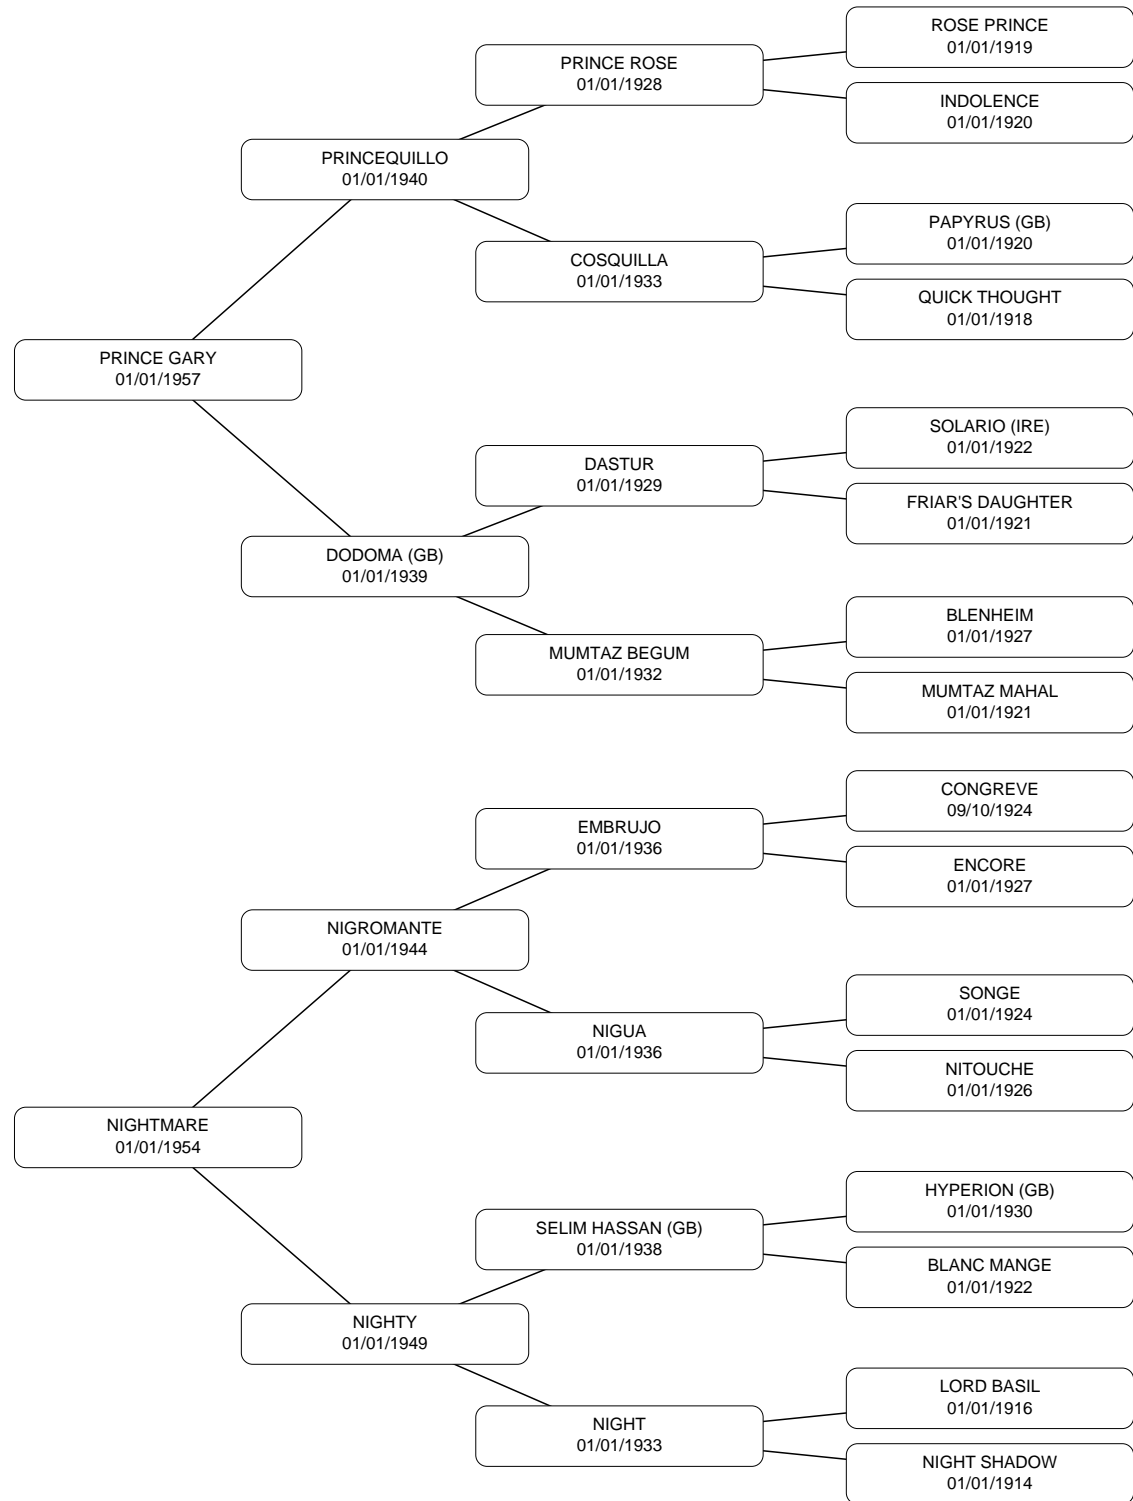 ROSE PRINCE
01/01/1919
PRINCE ROSE
01/01/1928
INDOLENCE
01/01/1920
PRINCEQUILLO
01/01/1940
PAPYRUS (GB)
01/01/1920
COSQUILLA
01/01/1933
QUICK THOUGHT
01/01/1918
PRINCE GARY
01/01/1957
SOLARIO (IRE)
01/01/1922
DASTUR
01/01/1929
FRIAR'S DAUGHTER
01/01/1921
DODOMA (GB)
01/01/1939
BLENHEIM
01/01/1927
MUMTAZ BEGUM
01/01/1932
MUMTAZ MAHAL
01/01/1921
CONGREVE
09/10/1924
EMBRUJO
01/01/1936
ENCORE
01/01/1927
NIGROMANTE
01/01/1944
SONGE
01/01/1924
NIGUA
01/01/1936
NITOUCHE
01/01/1926
NIGHTMARE
01/01/1954
HYPERION (GB)
01/01/1930
SELIM HASSAN (GB)
01/01/1938
BLANC MANGE
01/01/1922
NIGHTY
01/01/1949
LORD BASIL
01/01/1916
NIGHT
01/01/1933
NIGHT SHADOW
01/01/1914